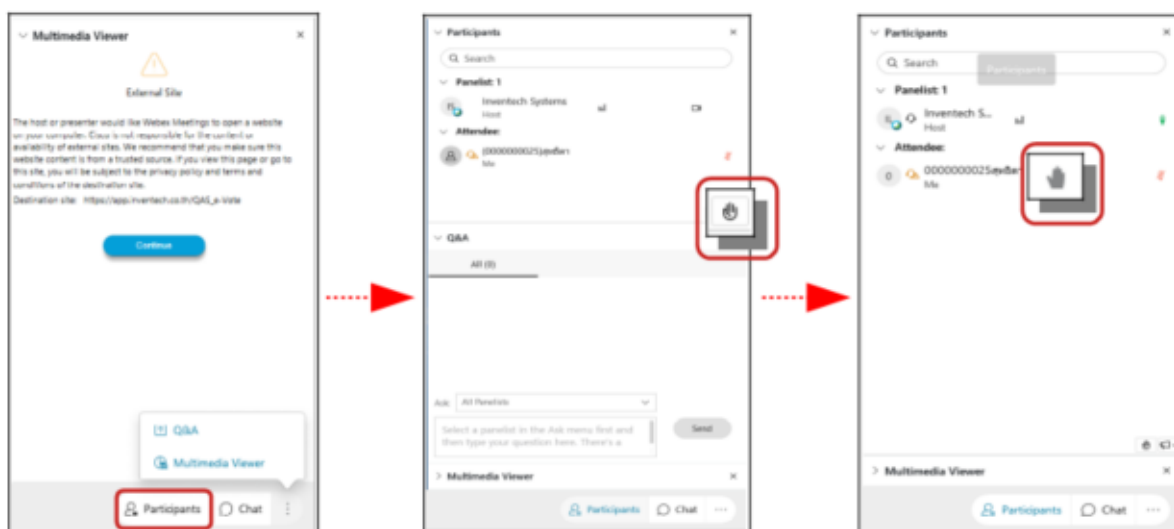 Multimedia Viewer
External Site
The host or presenter would like Webex Meetings to open a website
on your computer. Cisco is not responsible for the content or
availability of external sites. We recommend that you make sure this
website content is from a trusted source. If you view this page or go to
this site, you will be subject to the privacy policy and terms and
conditions of the destination site.
Destination site: https://app.inventech.co.th/QAS_e-Vote
Continue
Q&A
Multimedia Viewer
Participants
Chat
Participants
Search
Panelist: 1
Inventech Systems
Host
Attendee:
Me
Q&A
All (0)
Ask: All Panelists
Select a panelist in the Ask menu first and
then type your question here. There's a
Send
Multimedia Viewer
Participants
Chat
Participants
Search
Participants
Panelist: 1
Inventech S...
Host
Attendee:
Me
Multimedia Viewer
Participants
Chat